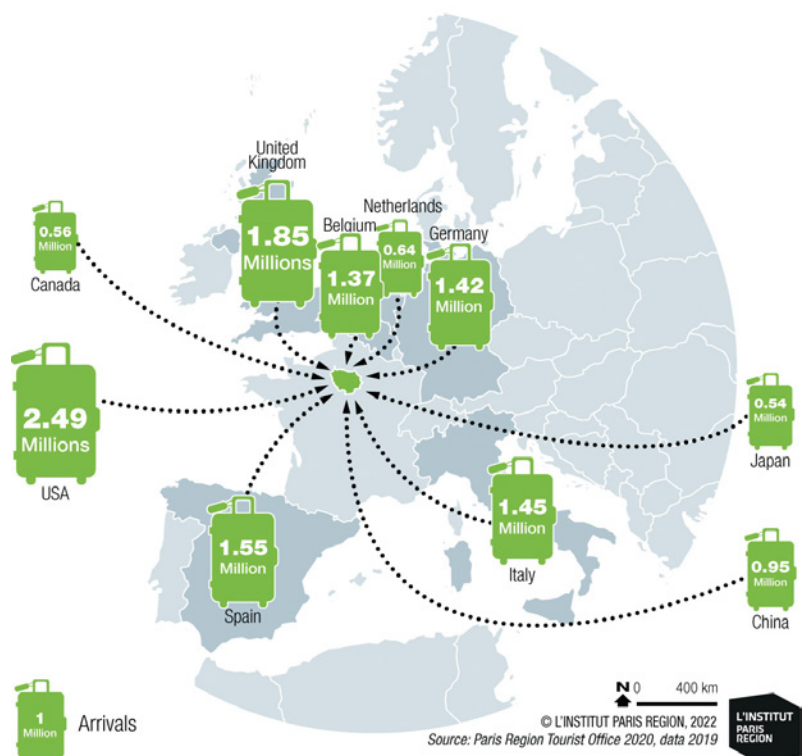 United
Kingdom
1.85
Millions
Belgium
1.37
Million
Netherlands
0.64
Million
Germany
1.42
Million
0.56
Million
Canada
2.49
Millions
USA
0.54
Million
Japan
1.45
Million
Italy
1.55
Million
Spain
0.95
Million
China
1
Million
Arrivals
N 0 400 km
© L'INSTITUT PARIS REGION, 2022
Source: Paris Region Tourist Office 2020, data 2019
L'INSTITUT
PARIS
REGION